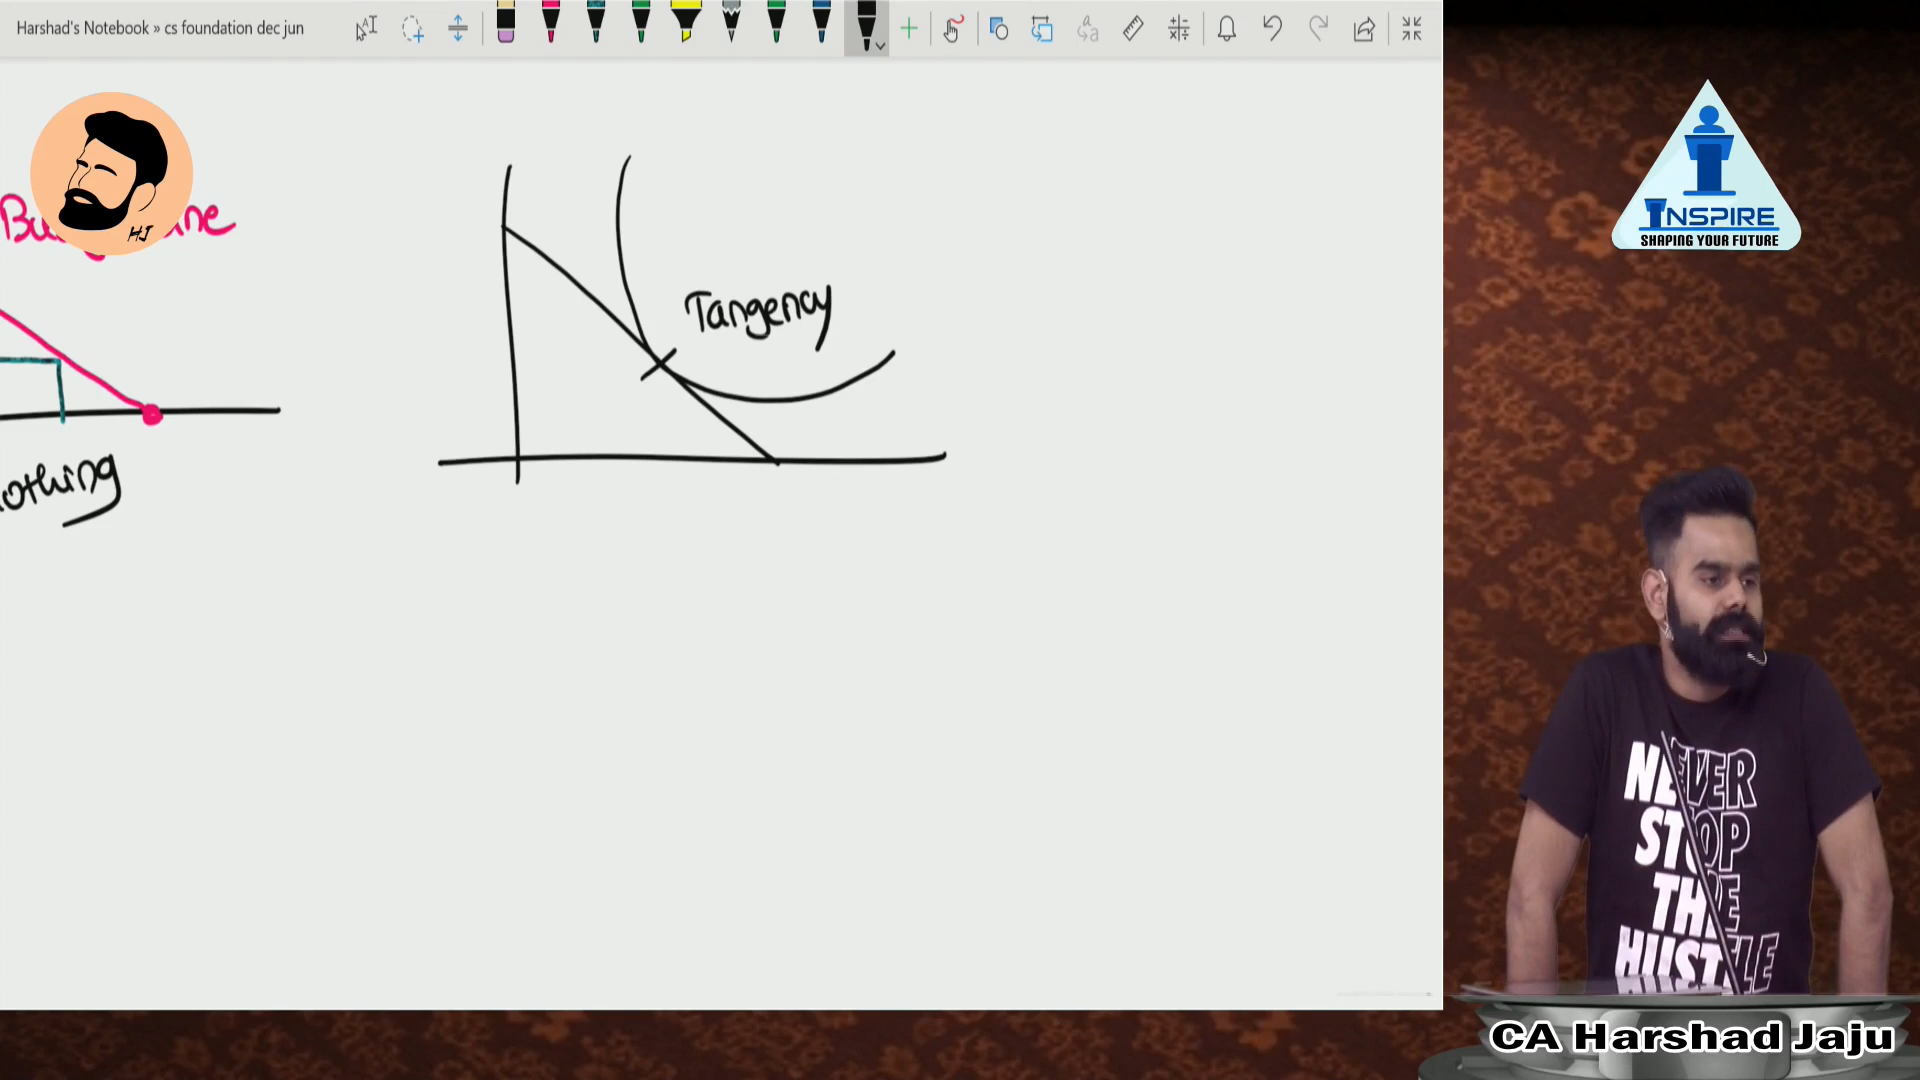 Harshad's Notebook » cs foundation dec jun
HJ
INSPIRE
SHAPING YOUR FUTURE
Tangency
NEVER
STOP
THE
HUSTLE
CA Harshad Jaju